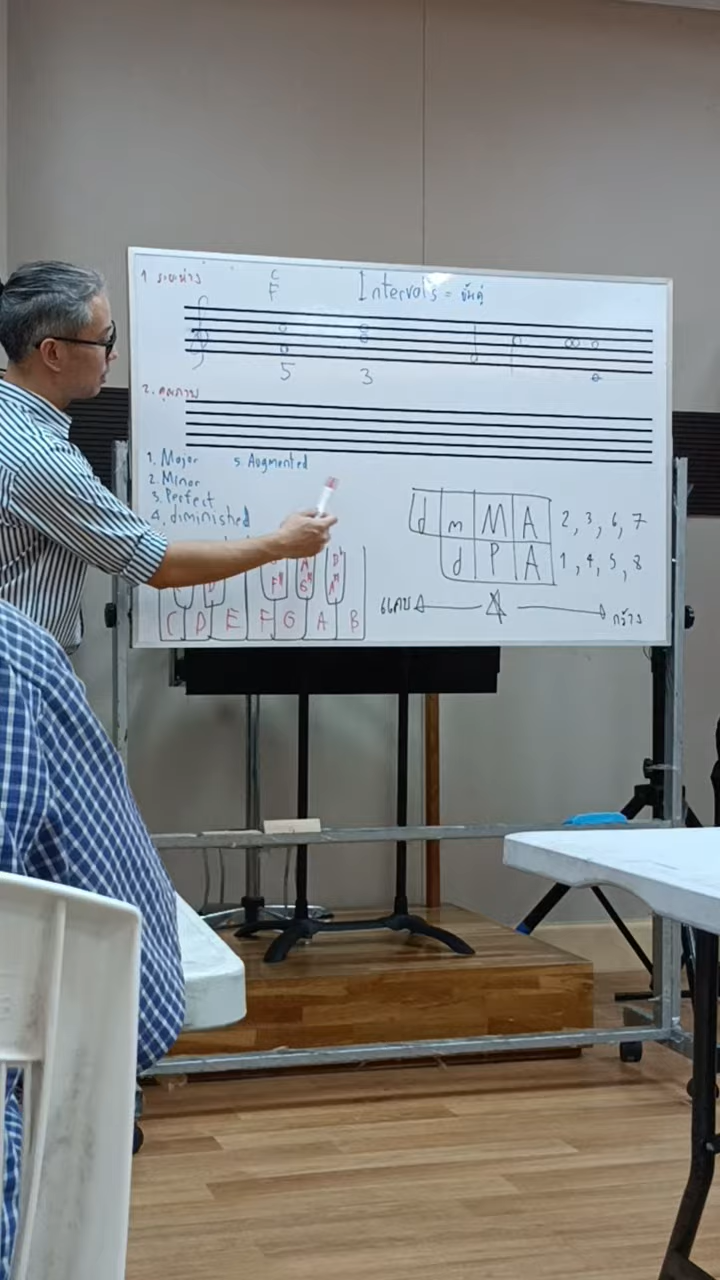 1 ระยะห่าง
C
F
Intervals = ขั้นคู่
5 3
2. คุณภาพ
1. Major 5. Augmented
2. Minor
3. Perfect
4. diminished
d m M A 2, 3, 6, 7
d P A 1, 4, 5, 8
แคบ กว้าง
F# G# A#
C D E F G A B